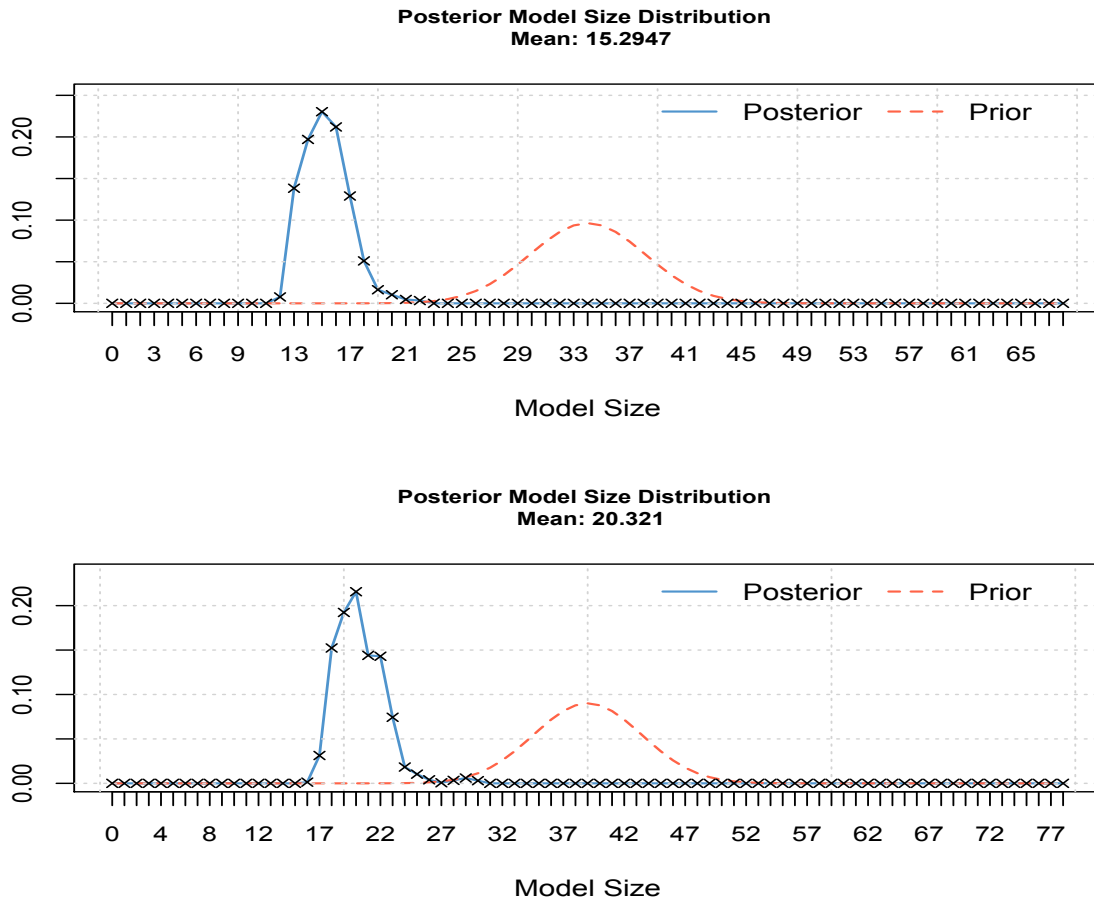 Posterior Model Size Distribution
Mean: 15.2947
Posterior Prior
0.20
0.10
0.00
0 3 6 9 13 17 21 25 29 33 37 41 45 49 53 57 61 65
Model Size
Posterior Model Size Distribution
Mean: 20.321
Posterior Prior
0.20
0.10
0.00
0 4 8 12 17 22 27 32 37 42 47 52 57 62 67 72 77
Model Size